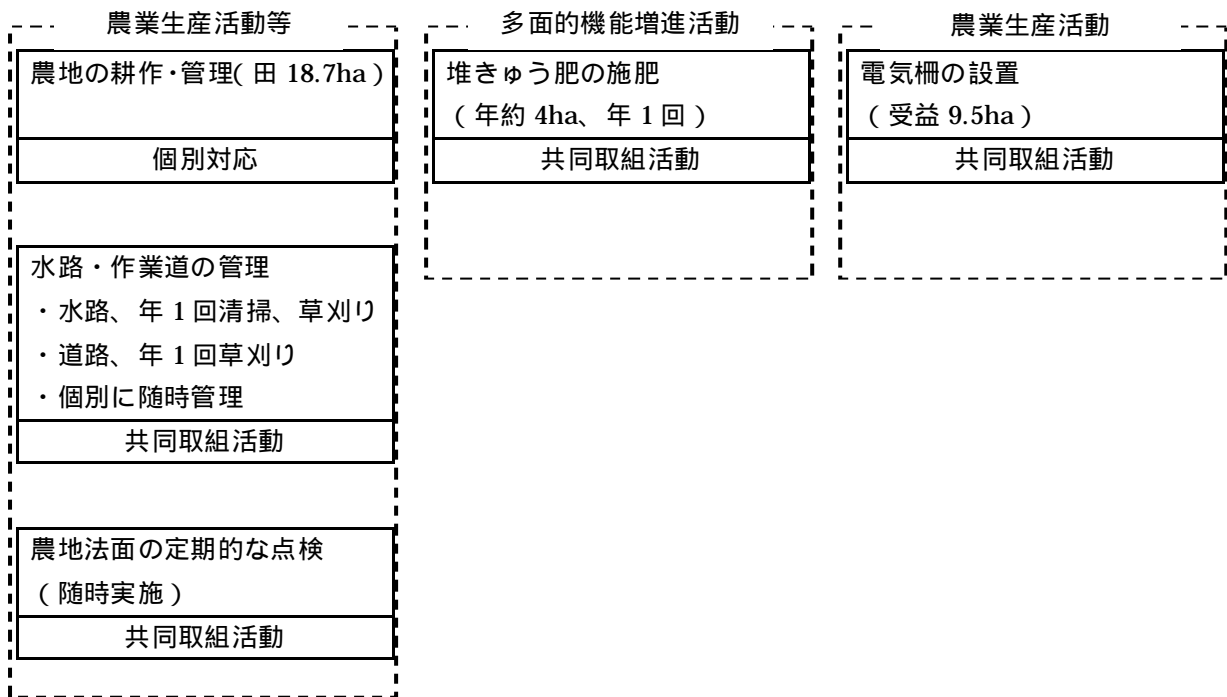 農業生産活動等
農地の耕作・管理( 田 18.7ha )
個別対応
水路・作業道の管理
・水路、年 1 回清掃、草刈り
・道路、年 1 回草刈り
・個別に随時管理
共同取組活動
農地法面の定期的な点検
( 随時実施 )
共同取組活動
多面的機能増進活動
堆きゅう肥の施肥
( 年約 4ha、年 1 回 )
共同取組活動
農業生産活動
電気柵の設置
( 受益 9.5ha )
共同取組活動